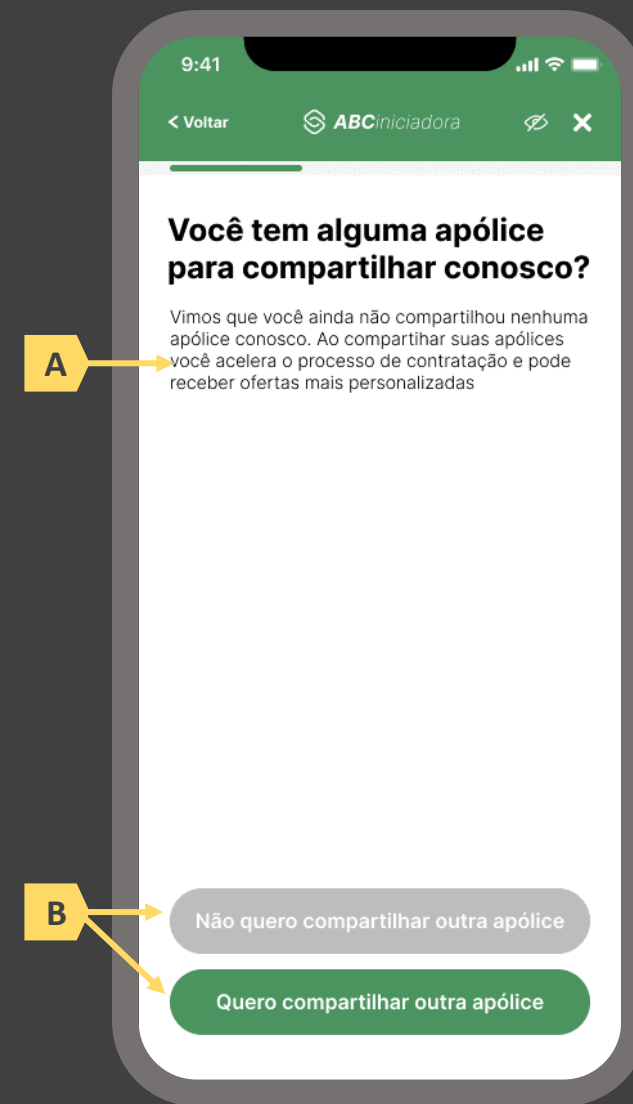 9:41
< Voltar
ABCiniciadora
Você tem alguma apólice
para compartilhar conosco?
Vimos que você ainda não compartilhou nenhuma
apólice conosco. Ao compartihar suas apólices
você acelera o processo de contratação e pode
receber ofertas mais personalizadas
A
B
Não quero compartilhar outra apólice
Quero compartilhar outra apólice